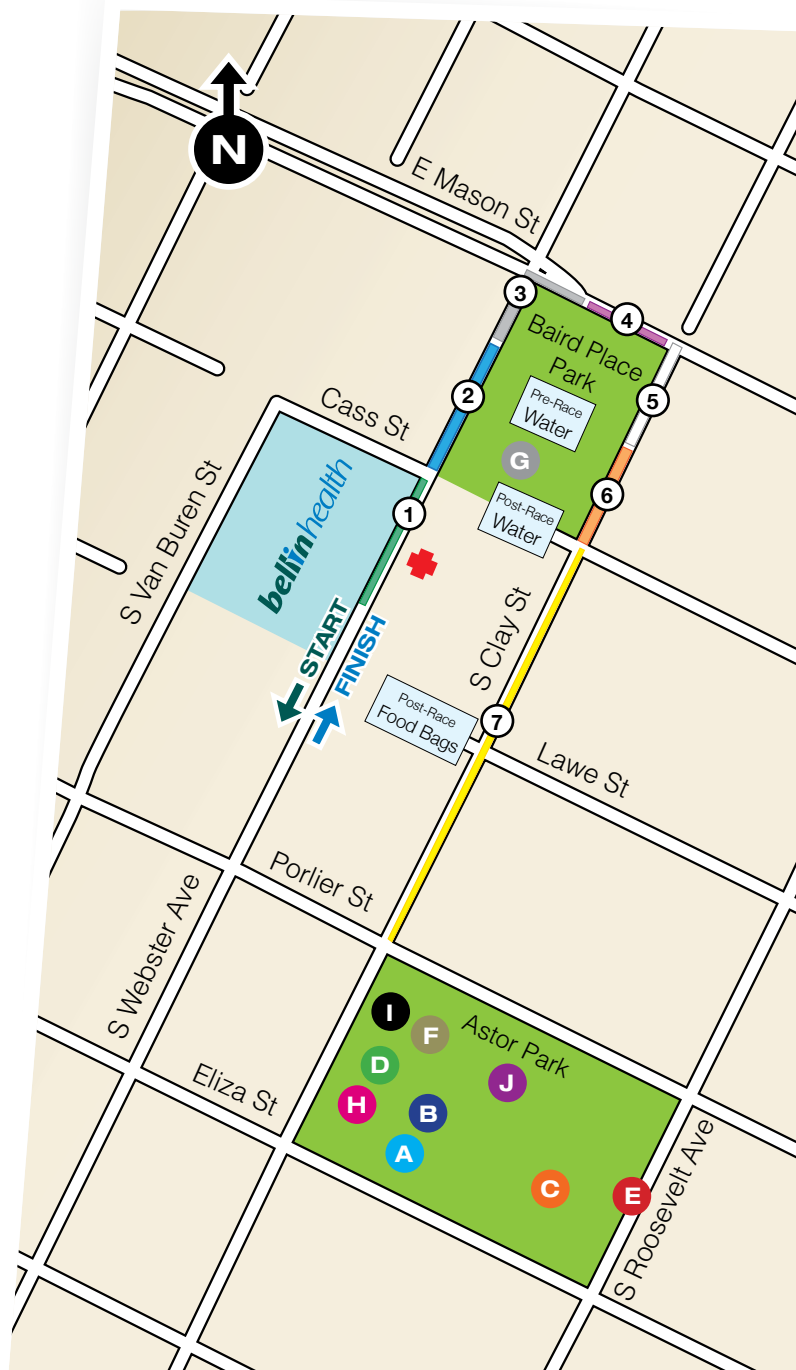 N
E Mason St
3
4
Baird Place
Park
2
Pre-Race
Water
5
Cass St
G
6
1
Post-Race
Water
S Van Buren St
bellinhealth
START
FINISH
S Clay St
Post-Race
Food Bags
7
Lawe St
Porlier St
S Webster Ave
I
F
Astor Park
D
J
H
B
Eliza St
A
C
E
S Roosevelt Ave